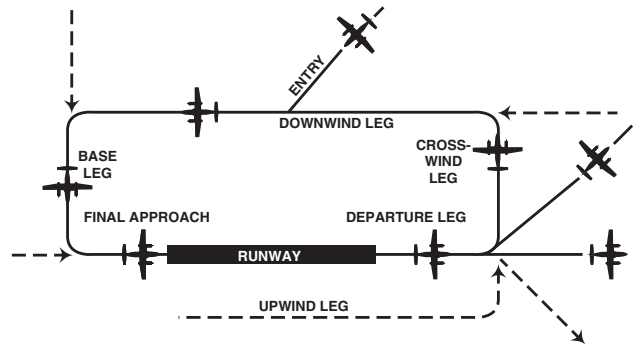 ENTRY
DOWNWIND LEG
CROSS-
WIND
LEG
BASE
LEG
FINAL APPROACH
DEPARTURE LEG
RUNWAY
UPWIND LEG